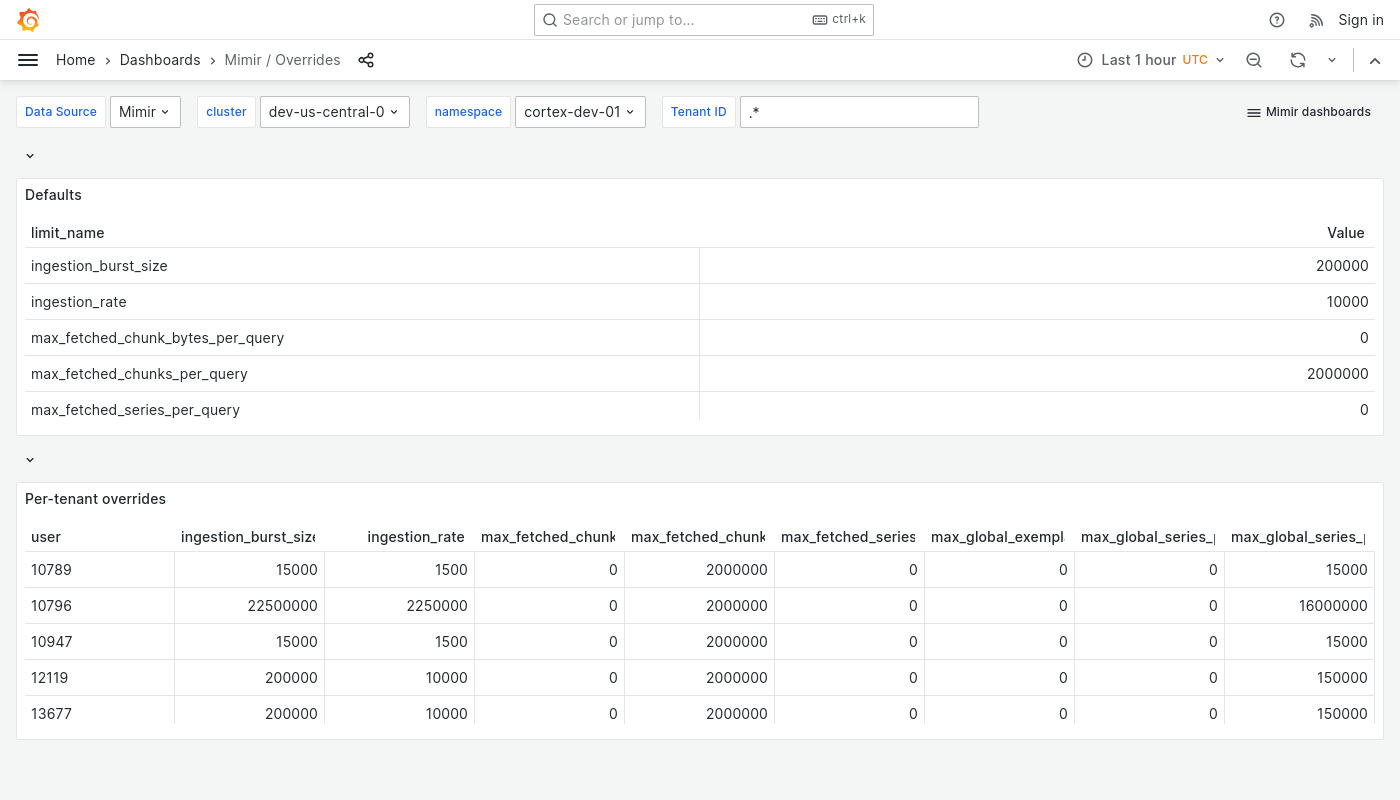 Search or jump to... ctrl+k Sign in
Home Dashboards Mimir / Overrides Last 1 hour UTC
Data Source Mimir cluster dev-us-central-0 namespace cortex-dev-01 Tenant ID .* Mimir dashboards
Defaults
limit_name Value
ingestion_burst_size 200000
ingestion_rate 10000
max_fetched_chunk_bytes_per_query 0
max_fetched_chunks_per_query 2000000
max_fetched_series_per_query 0
Per-tenant overrides
user ingestion_burst_size ingestion_rate max_fetched_chunk max_fetched_chunk max_fetched_series max_global_exempl max_global_series_ max_global_series_
10789 15000 1500 0 2000000 0 0 0 15000
10796 22500000 2250000 0 2000000 0 0 0 16000000
10947 15000 1500 0 2000000 0 0 0 15000
12119 200000 10000 0 2000000 0 0 0 150000
13677 200000 10000 0 2000000 0 0 0 150000